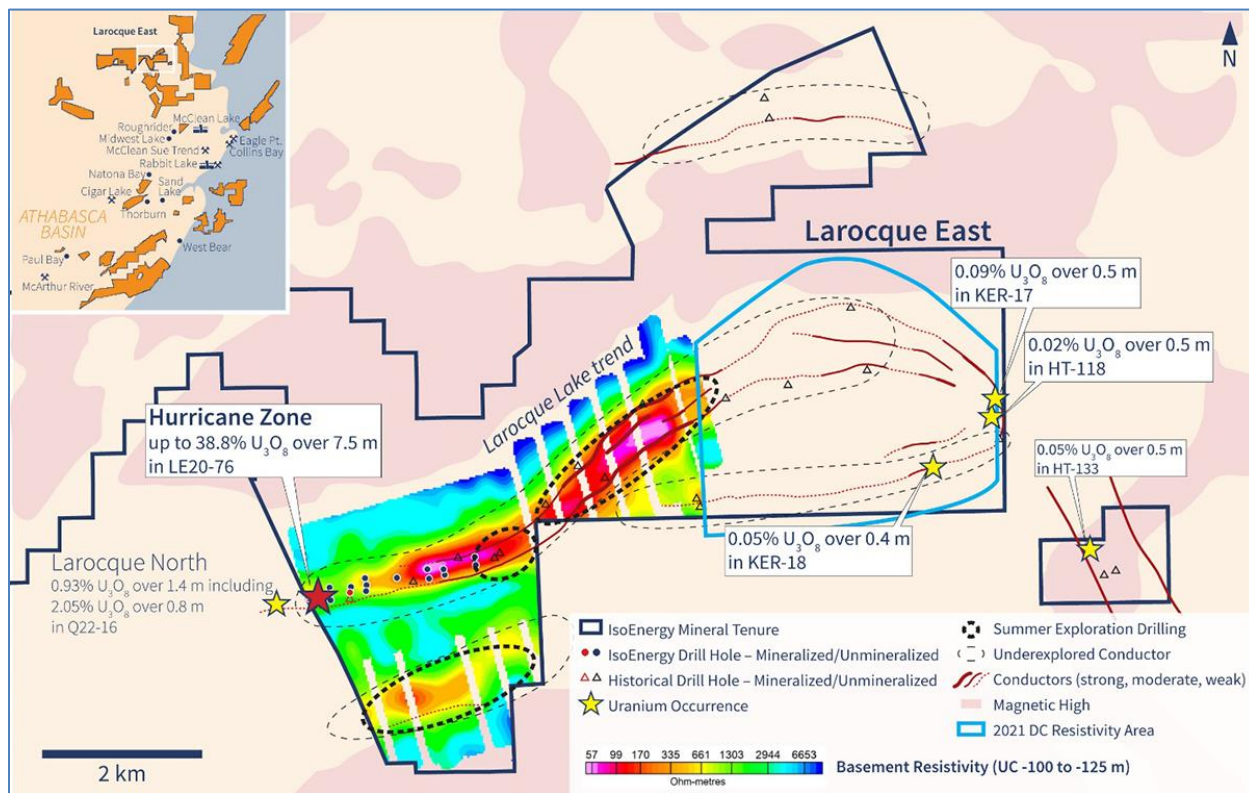 Larocque East
McClean Lake
Roughrider
Midwest Lake
McClean Sue Trend
Eagle Pt.
Collins Bay
Rabbit Lake
Natona Bay
Sand
Lake
Cigar Lake
Thorburn
ATHABASCA
BASIN
West Bear
Paul Bay
McArthur River
N
Larocque East
0.09% U₃O₈ over 0.5 m
in KER-17
0.02% U₃O₈ over 0.5 m
in HT-118
Larocque Lake trend
Hurricane Zone
up to 38.8% U₃O₈ over 7.5 m
in LE20-76
0.05% U₃O₈ over 0.5 m
in HT-133
0.05% U₃O₈ over 0.4 m
in KER-18
Larocque North
0.93% U₃O₈ over 1.4 m including
2.05% U₃O₈ over 0.8 m
in Q22-16
IsoEnergy Mineral Tenure
IsoEnergy Drill Hole – Mineralized/Unmineralized
Historical Drill Hole – Mineralized/Unmineralized
Uranium Occurrence
Summer Exploration Drilling
Underexplored Conductor
Conductors (strong, moderate, weak)
Magnetic High
2021 DC Resistivity Area
57 99 170 335 661 1303 2944 6653
Ohm-metres
Basement Resistivity (UC -100 to -125 m)
2 km